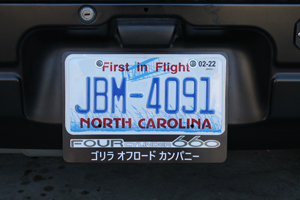 First in Flight
02-22
JBM-4091
NORTH CAROLINA
FOUR 660
ゴリラ オフロード カンパニー